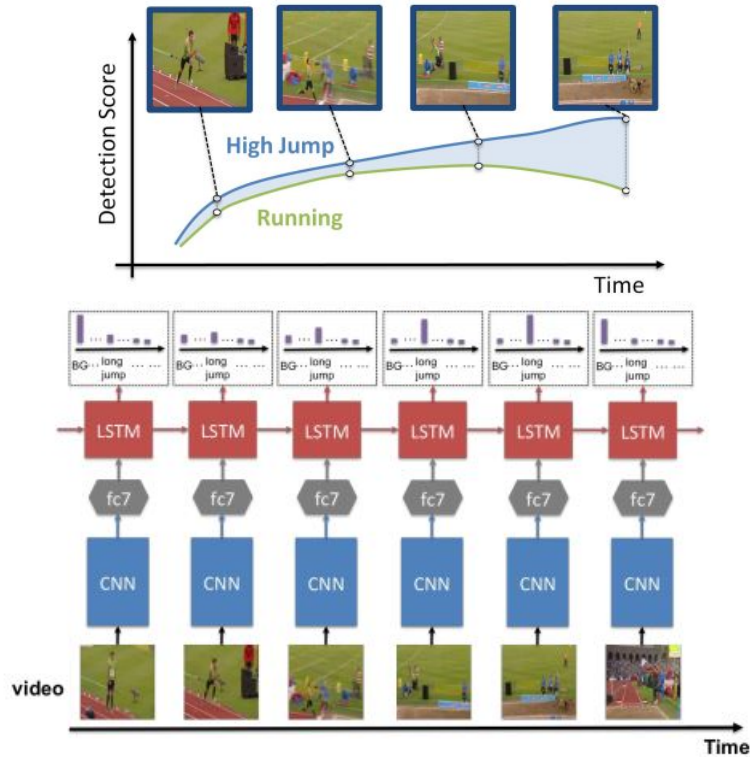 Detection Score
High Jump
Running
Time
BG ... long jump ... ...
BG ... long jump ... ...
BG ... long jump ... ...
BG ... long jump ... ...
BG ... long jump ... ...
BG ... long jump ... ...
LSTM LSTM LSTM LSTM LSTM LSTM
fc7 fc7 fc7 fc7 fc7 fc7
CNN CNN CNN CNN CNN CNN
video
Time